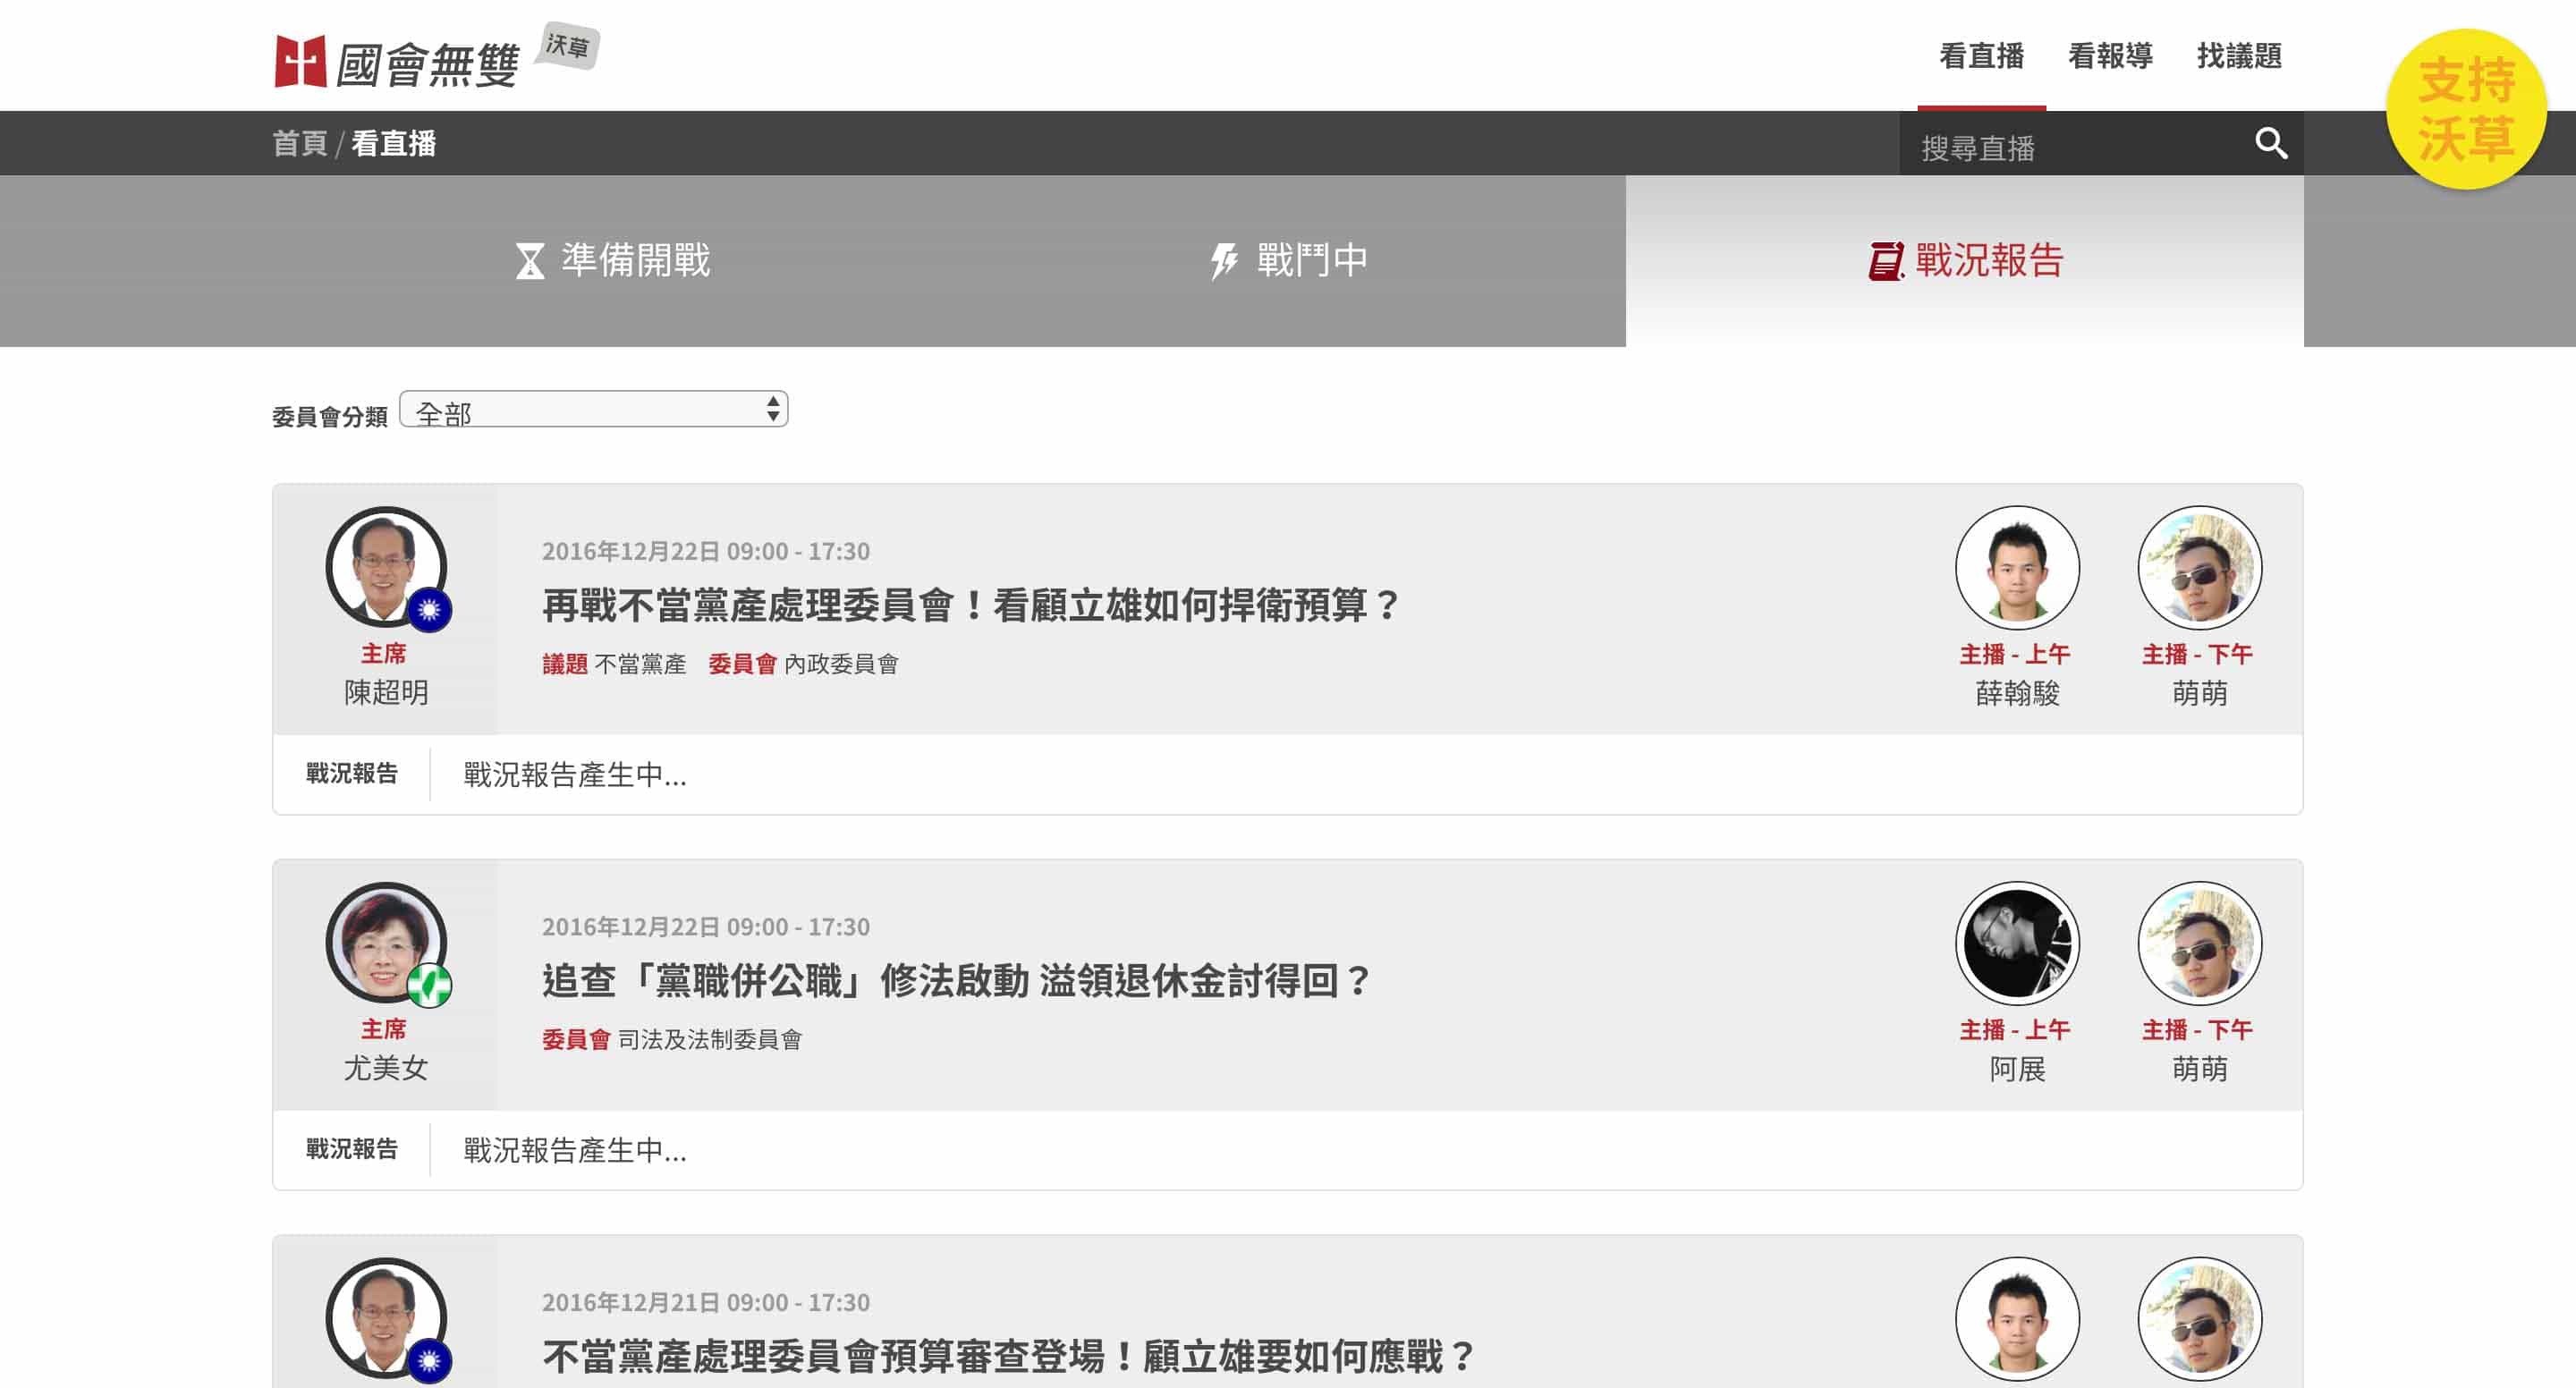 國會無雙
沃草
看直播 看報導 找議題
支持
沃草
首頁 / 看直播
搜尋直播
準備開戰
戰鬥中
戰況報告
委員會分類 全部
2016年12月22日 09:00 - 17:30
再戰不當黨產處理委員會！看顧立雄如何捍衛預算？
議題 不當黨產 委員會 內政委員會
主席
陳超明
主播 - 上午
薛翰駿
主播 - 下午
萌萌
戰況報告
戰況報告產生中...
2016年12月22日 09:00 - 17:30
追查「黨職併公職」修法啟動 溢領退休金討得回？
委員會 司法及法制委員會
主席
尤美女
主播 - 上午
阿展
主播 - 下午
萌萌
戰況報告
戰況報告產生中...
2016年12月21日 09:00 - 17:30
不當黨產處理委員會預算審查登場！顧立雄要如何應戰？